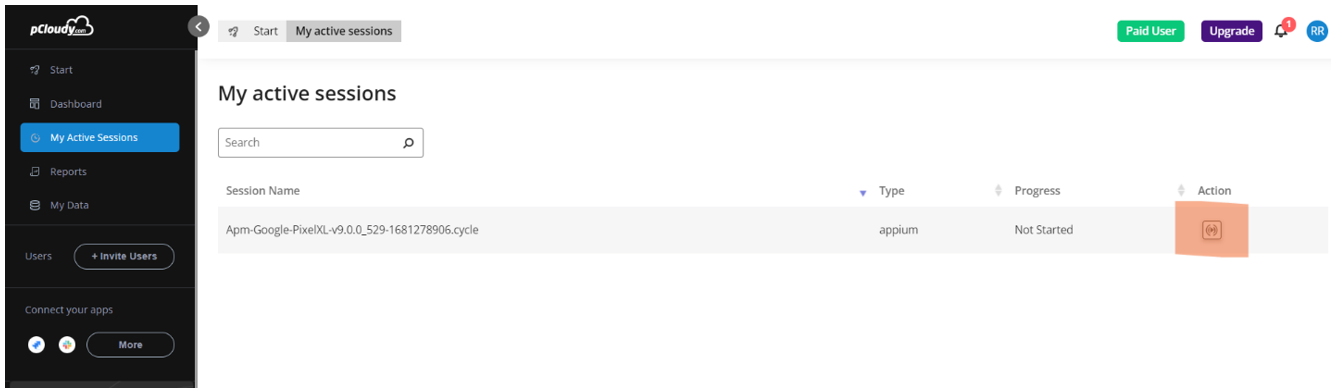 pCloudy.com
Start
Dashboard
My Active Sessions
Reports
My Data
Users
+ Invite Users
Connect your apps
More
Start My active sessions
Paid User Upgrade 1 RR
My active sessions
Search
Session Name Type Progress Action
Apm-Google-PixelXL-v9.0.0_529-1681278906.cycle appium Not Started